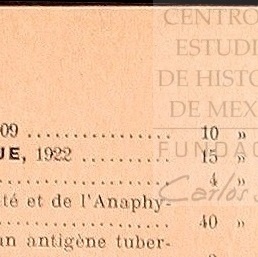 CENTRO
ESTUDI
DE HISTO
DE MEX
FUNDAC
Carlos
09 .................... 10 »
UE, 1922 ............ 15 »
.................... 4 »
té et de l'Anaphy-
.................... 40 »
un antigène tuber-